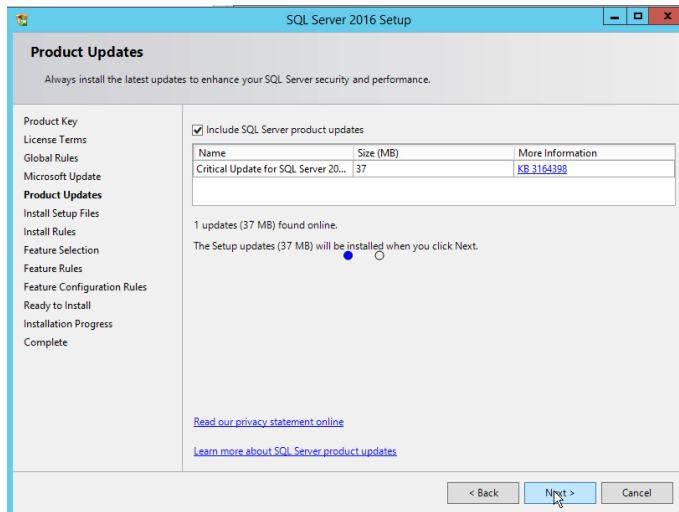 SQL Server 2016 Setup
Product Updates
Always install the latest updates to enhance your SQL Server security and performance.
Product Key
License Terms
Global Rules
Microsoft Update
Product Updates
Install Setup Files
Install Rules
Feature Selection
Feature Rules
Feature Configuration Rules
Ready to Install
Installation Progress
Complete
Include SQL Server product updates
Name Size (MB) More Information
Critical Update for SQL Server 20... 37 KB 3164398
1 updates (37 MB) found online.
The Setup updates (37 MB) will be installed when you click Next.
Read our privacy statement online
Learn more about SQL Server product updates
< Back Next > Cancel